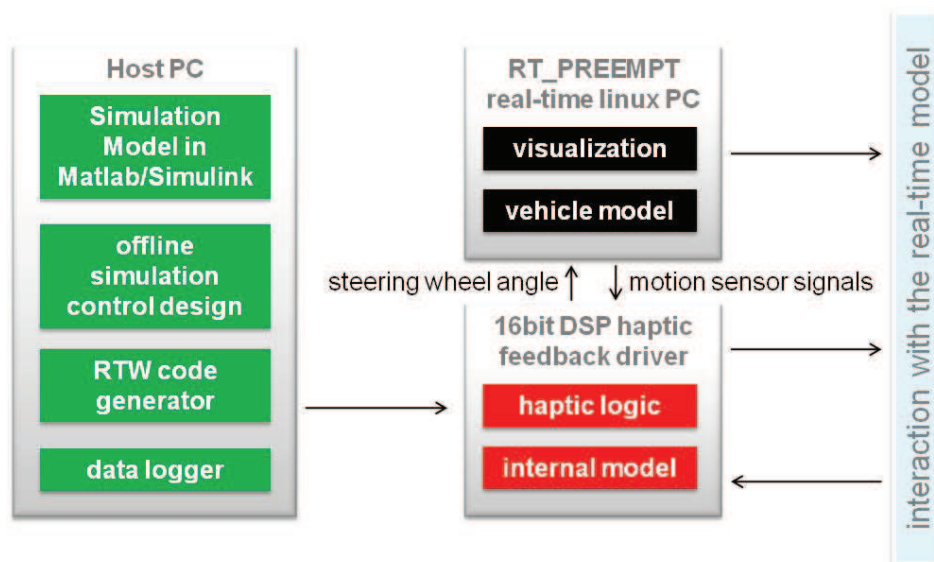 Host PC
Simulation
Model in
Matlab/Simulink
offline
simulation
control design
RTW code
generator
data logger
RT_PREEMPT
real-time linux PC
visualization
vehicle model
steering wheel angle
motion sensor signals
16bit DSP haptic
feedback driver
haptic logic
internal model
interaction with the real-time model